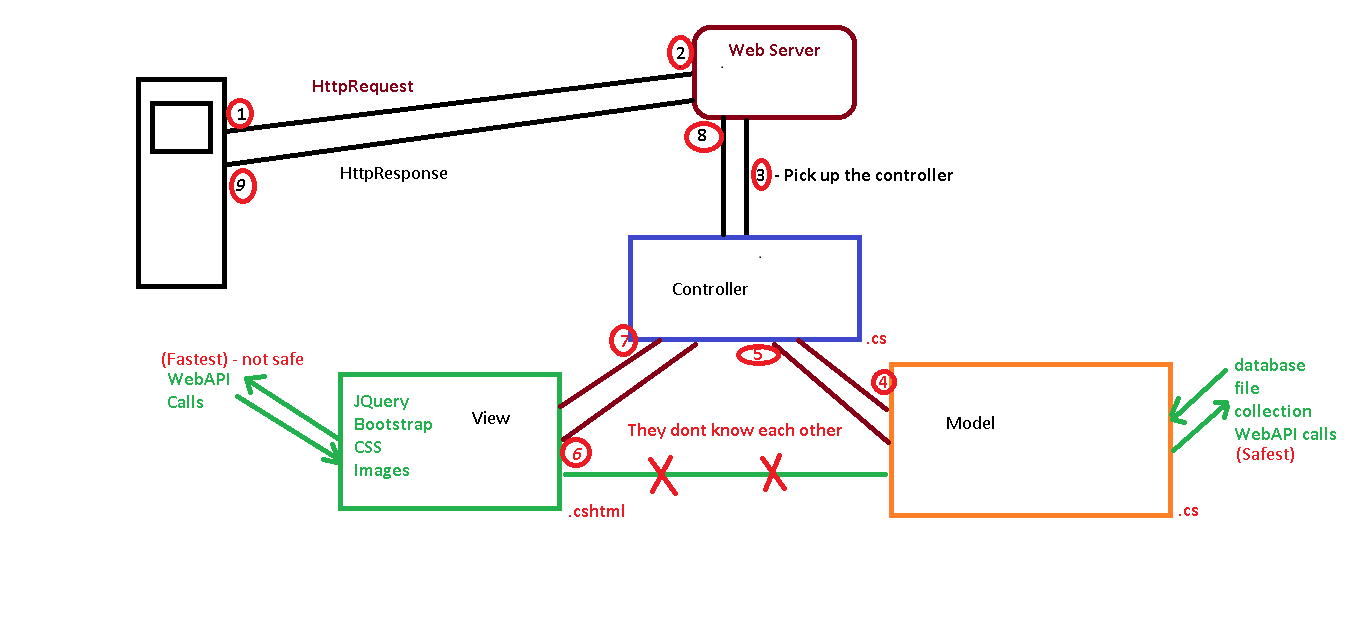 Web Server
2
HttpRequest
1
8
HttpResponse
9
3 - Pick up the controller
Controller
7
5
.cs
(Fastest) - not safe
WebAPI
Calls
4
database
file
collection
WebAPI calls
(Safest)
JQuery
Bootstrap
CSS
Images
View
They dont know each other
Model
6
.cshtml
.cs